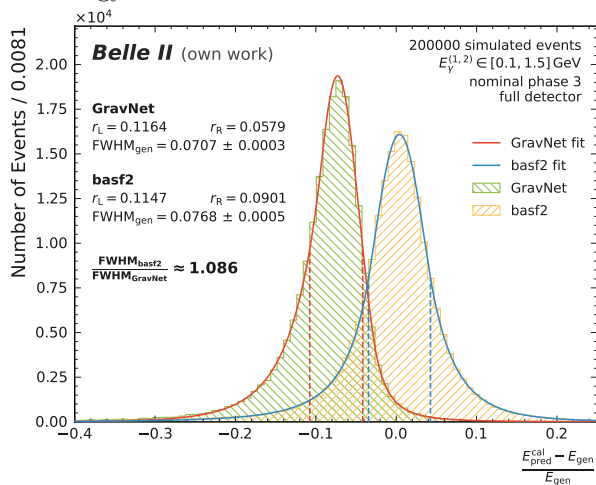 ×10⁴
Belle II (own work)
200000 simulated events
E_γ^(1,2) ∈ [0.1, 1.5] GeV
nominal phase 3
full detector
GravNet
r_L = 0.1164 r_R = 0.0579
FWHM_gen = 0.0707 ± 0.0003
basf2
r_L = 0.1147 r_R = 0.0901
FWHM_gen = 0.0768 ± 0.0005
FWHM_basf2 / FWHM_GravNet ≈ 1.086
GravNet fit
basf2 fit
GravNet
basf2
Number of Events / 0.0081
2.00
1.75
1.50
1.25
1.00
0.75
0.50
0.25
0.00
−0.4 −0.3 −0.2 −0.1 0.0 0.1 0.2
E_pred^cal − E_gen
E_gen